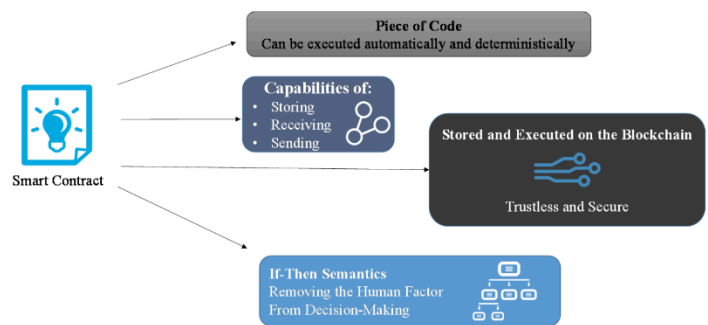 Piece of Code
Can be executed automatically and deterministically
Capabilities of:
• Storing
• Receiving
• Sending
Stored and Executed on the Blockchain
Trustless and Secure
Smart Contract
If-Then Semantics
Removing the Human Factor
From Decision-Making